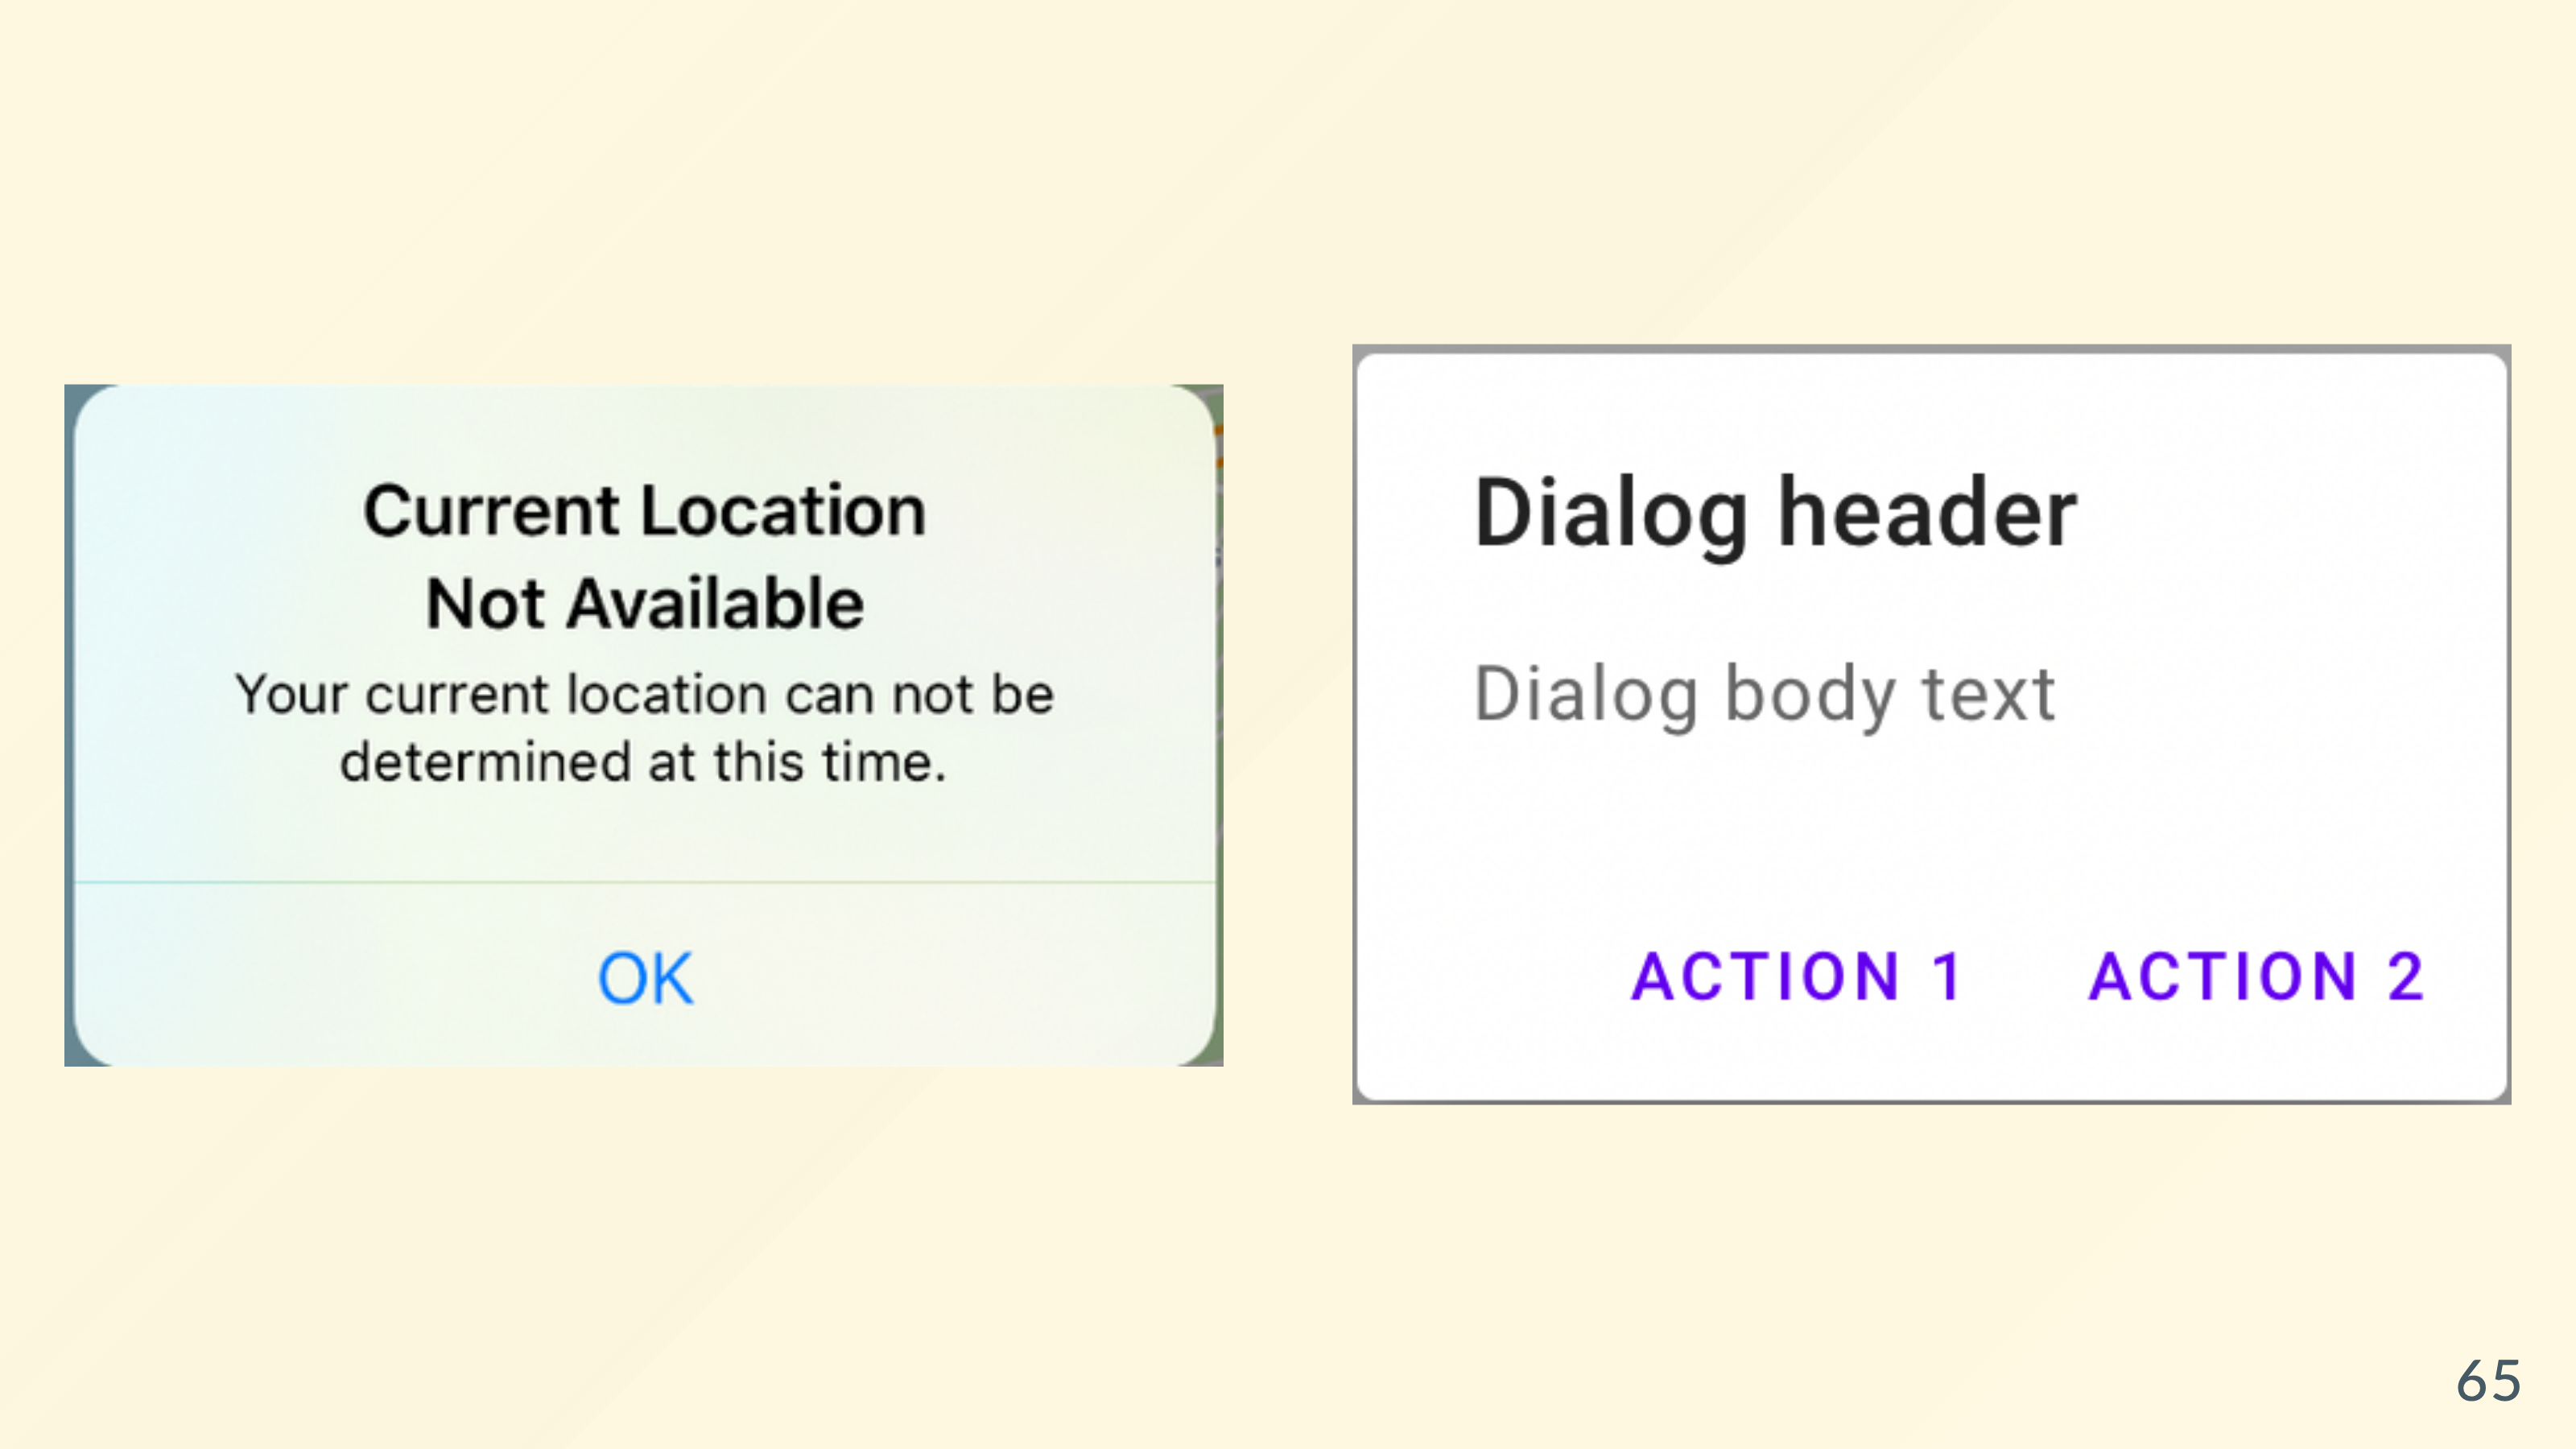 Current Location
Not Available
Your current location can not be
determined at this time.
OK
Dialog header
Dialog body text
ACTION 1 ACTION 2
65